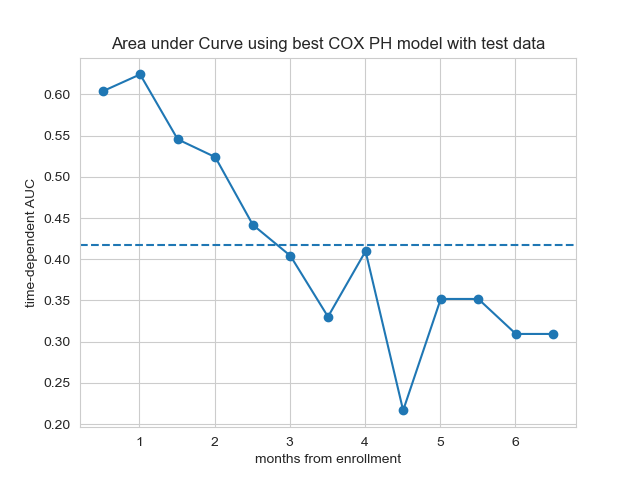 Area under Curve using best COX PH model with test data
time-dependent AUC
0.60
0.55
0.50
0.45
0.40
0.35
0.30
0.25
0.20
1 2 3 4 5 6
months from enrollment